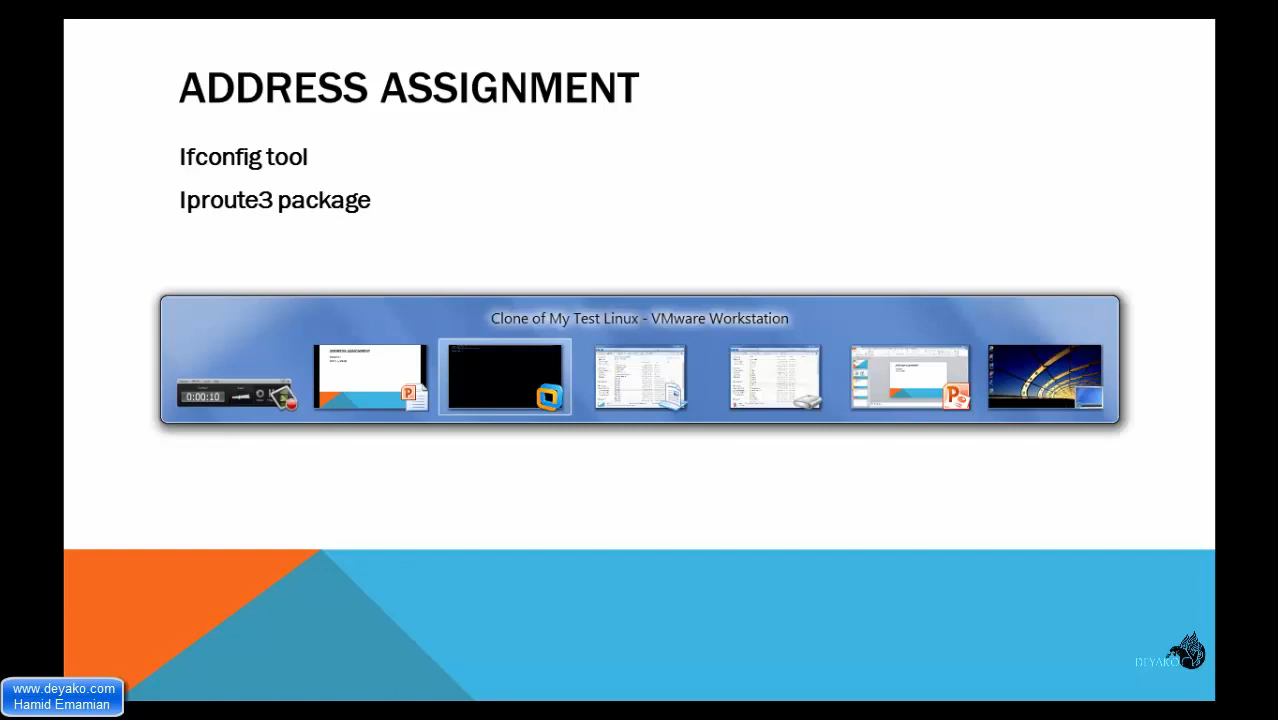 ADDRESS ASSIGNMENT
Ifconfig tool
Iproute3 package
Clone of My Test Linux - VMware Workstation
0:00:10
DEYAKO
www.deyako.com
Hamid Emamian